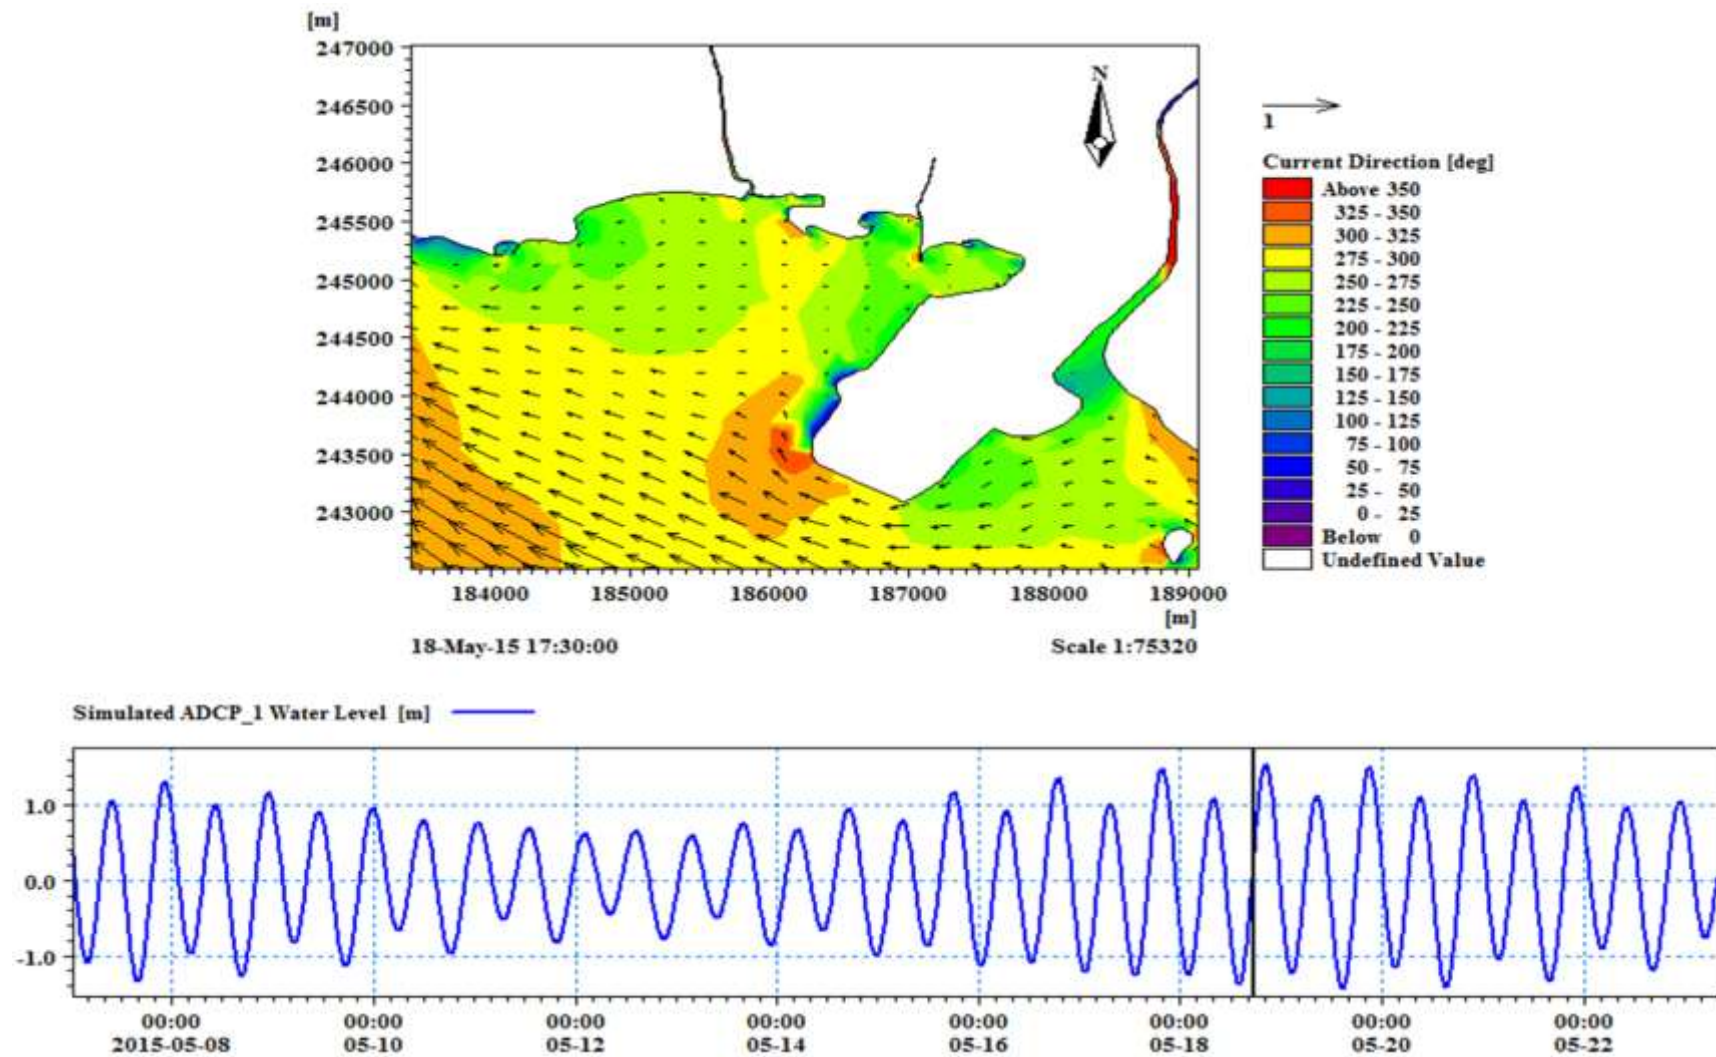 [m]
247000
246500
246000
245500
245000
244500
244000
243500
243000
184000 185000 186000 187000 188000 189000
[m]
18-May-15 17:30:00 Scale 1:75320
N
1
Current Direction [deg]
Above 350
325 - 350
300 - 325
275 - 300
250 - 275
225 - 250
200 - 225
175 - 200
150 - 175
125 - 150
100 - 125
75 - 100
50 - 75
25 - 50
0 - 25
Below 0
Undefined Value
Simulated ADCP_1 Water Level [m]
1.0
0.0
-1.0
00:00 00:00 00:00 00:00 00:00 00:00 00:00 00:00
2015-05-08 05-10 05-12 05-14 05-16 05-18 05-20 05-22